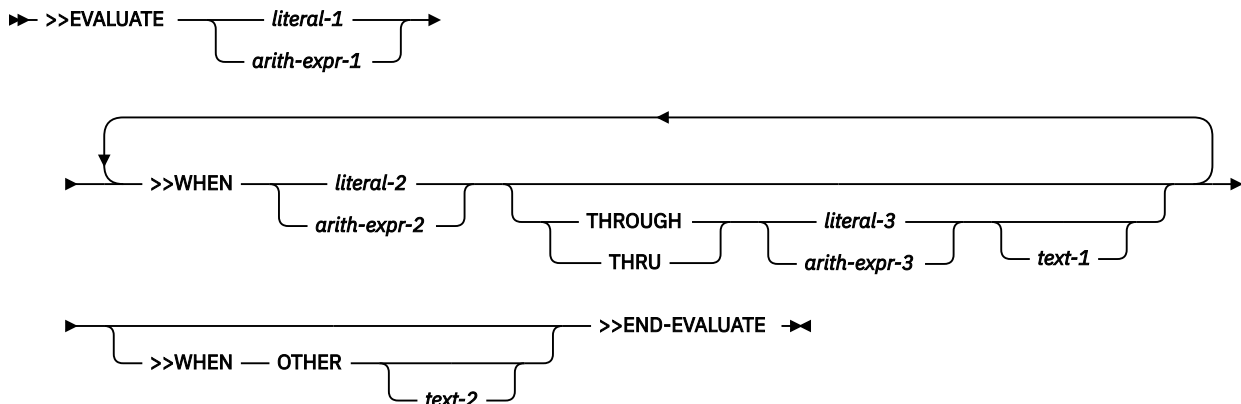 >>EVALUATE literal-1
arith-expr-1
>>WHEN literal-2
arith-expr-2
THROUGH literal-3
THRU arith-expr-3 text-1
>>END-EVALUATE
>>WHEN OTHER
text-2